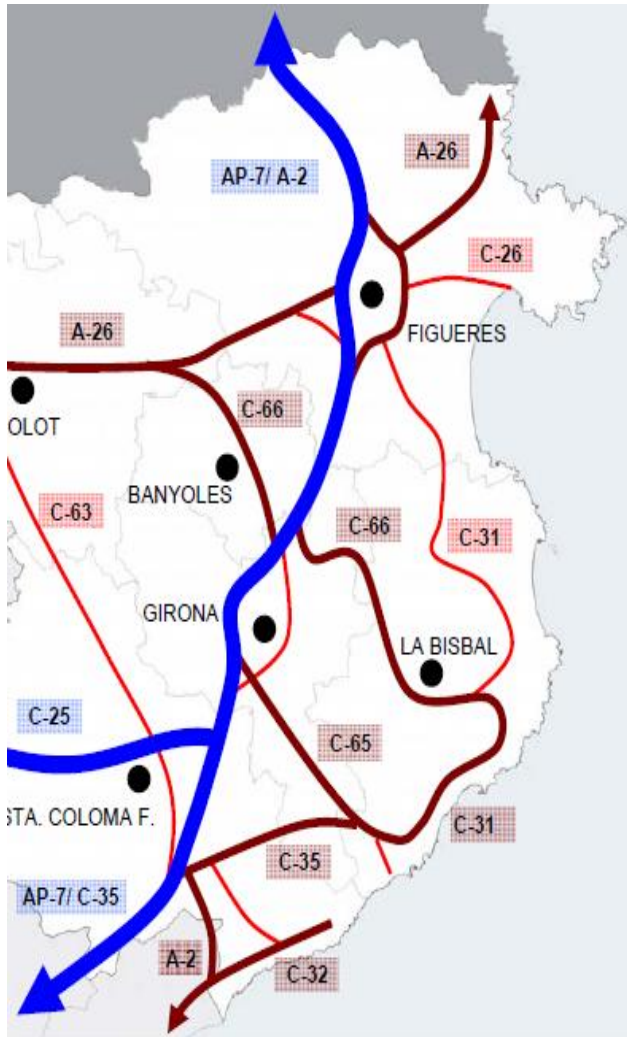 A-26
AP-7/ A-2
C-26
A-26
FIGUERES
C-66
OLOT
BANYOLES
C-63
C-66
C-31
GIRONA
LA BISBAL
C-25
C-65
STA. COLOMA F.
C-31
C-35
AP-7/ C-35
A-2
C-32